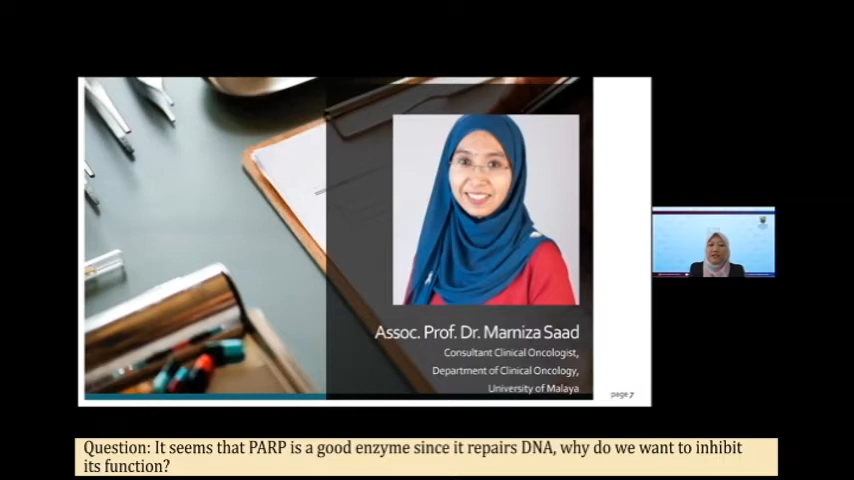 Assoc. Prof. Dr. Marniza Saad
Consultant Clinical Oncologist,
Department of Clinical Oncology,
University of Malaya
page 7
Question: It seems that PARP is a good enzyme since it repairs DNA, why do we want to inhibit
its function?